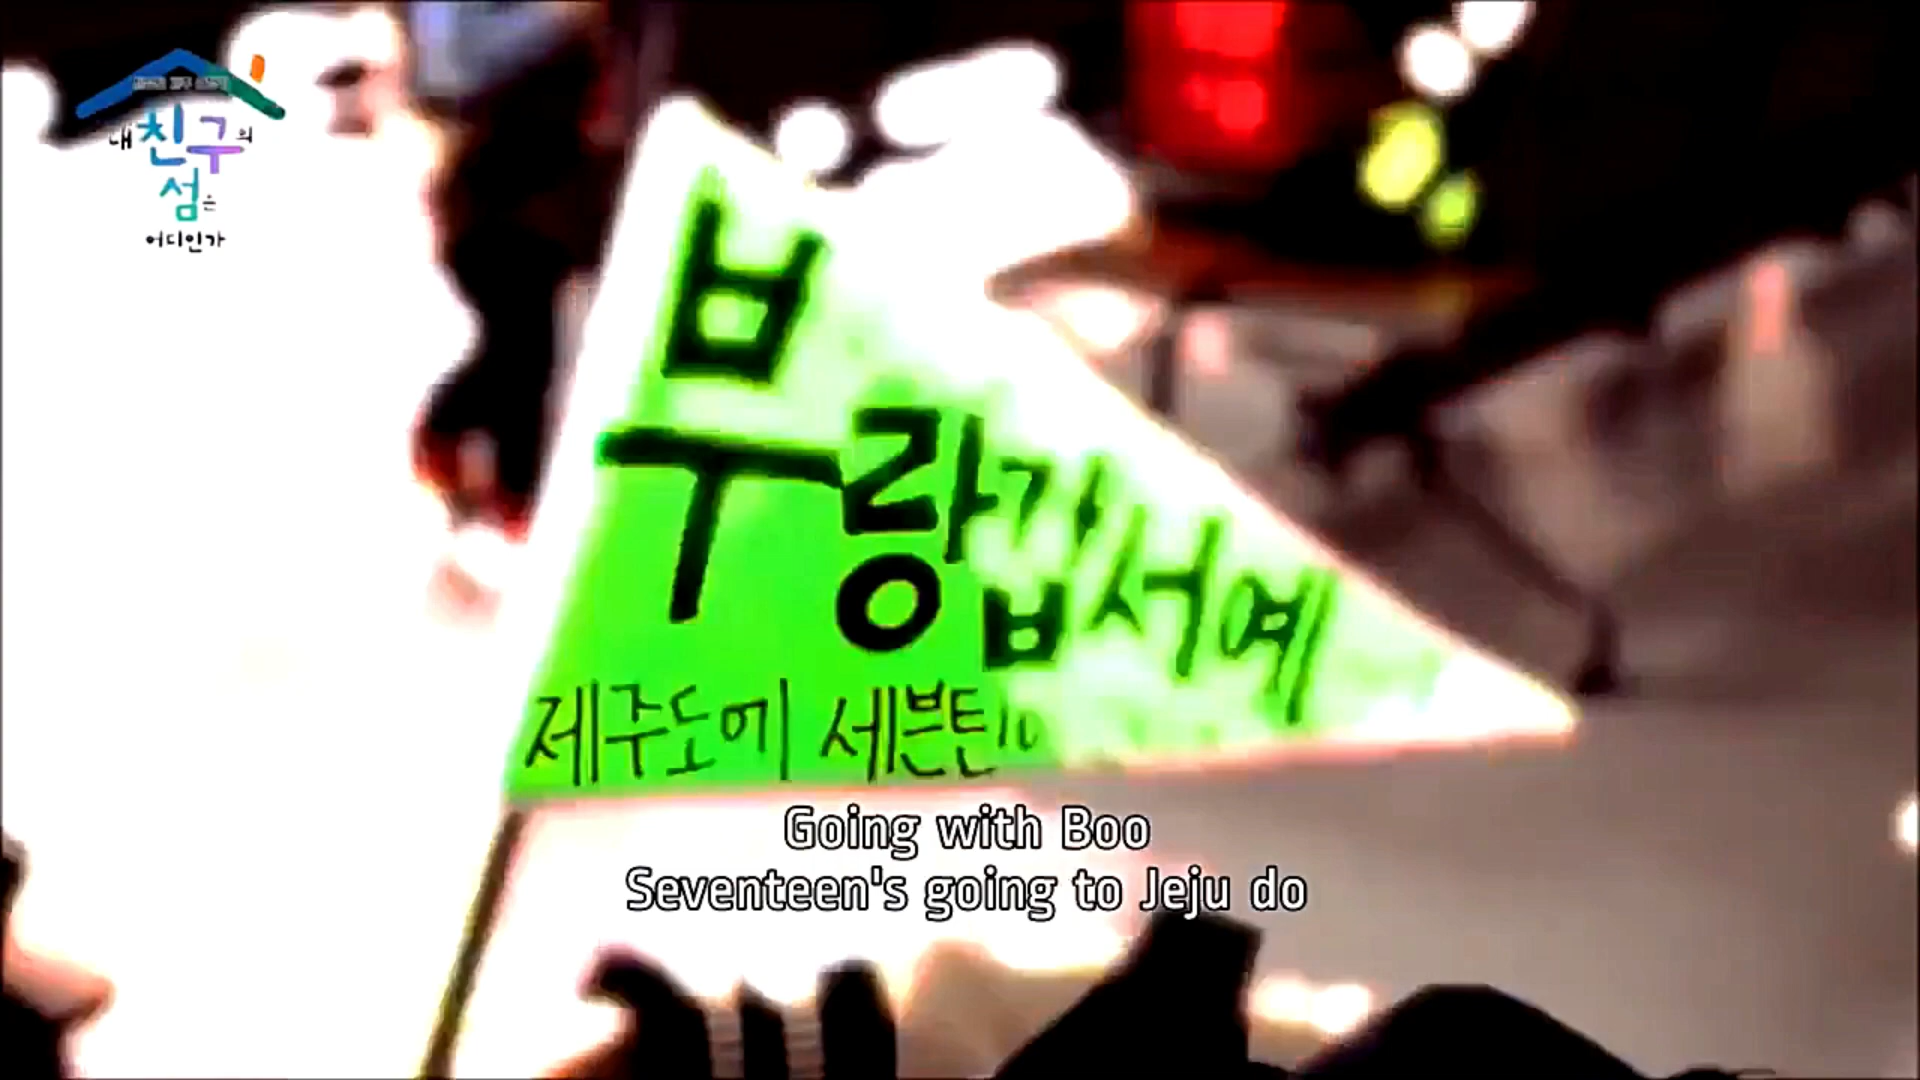 내 친구의
섬은
어디인가
부랑갑서예
제주도에 세븐틴이
Going with Boo
Seventeen's going to Jeju do